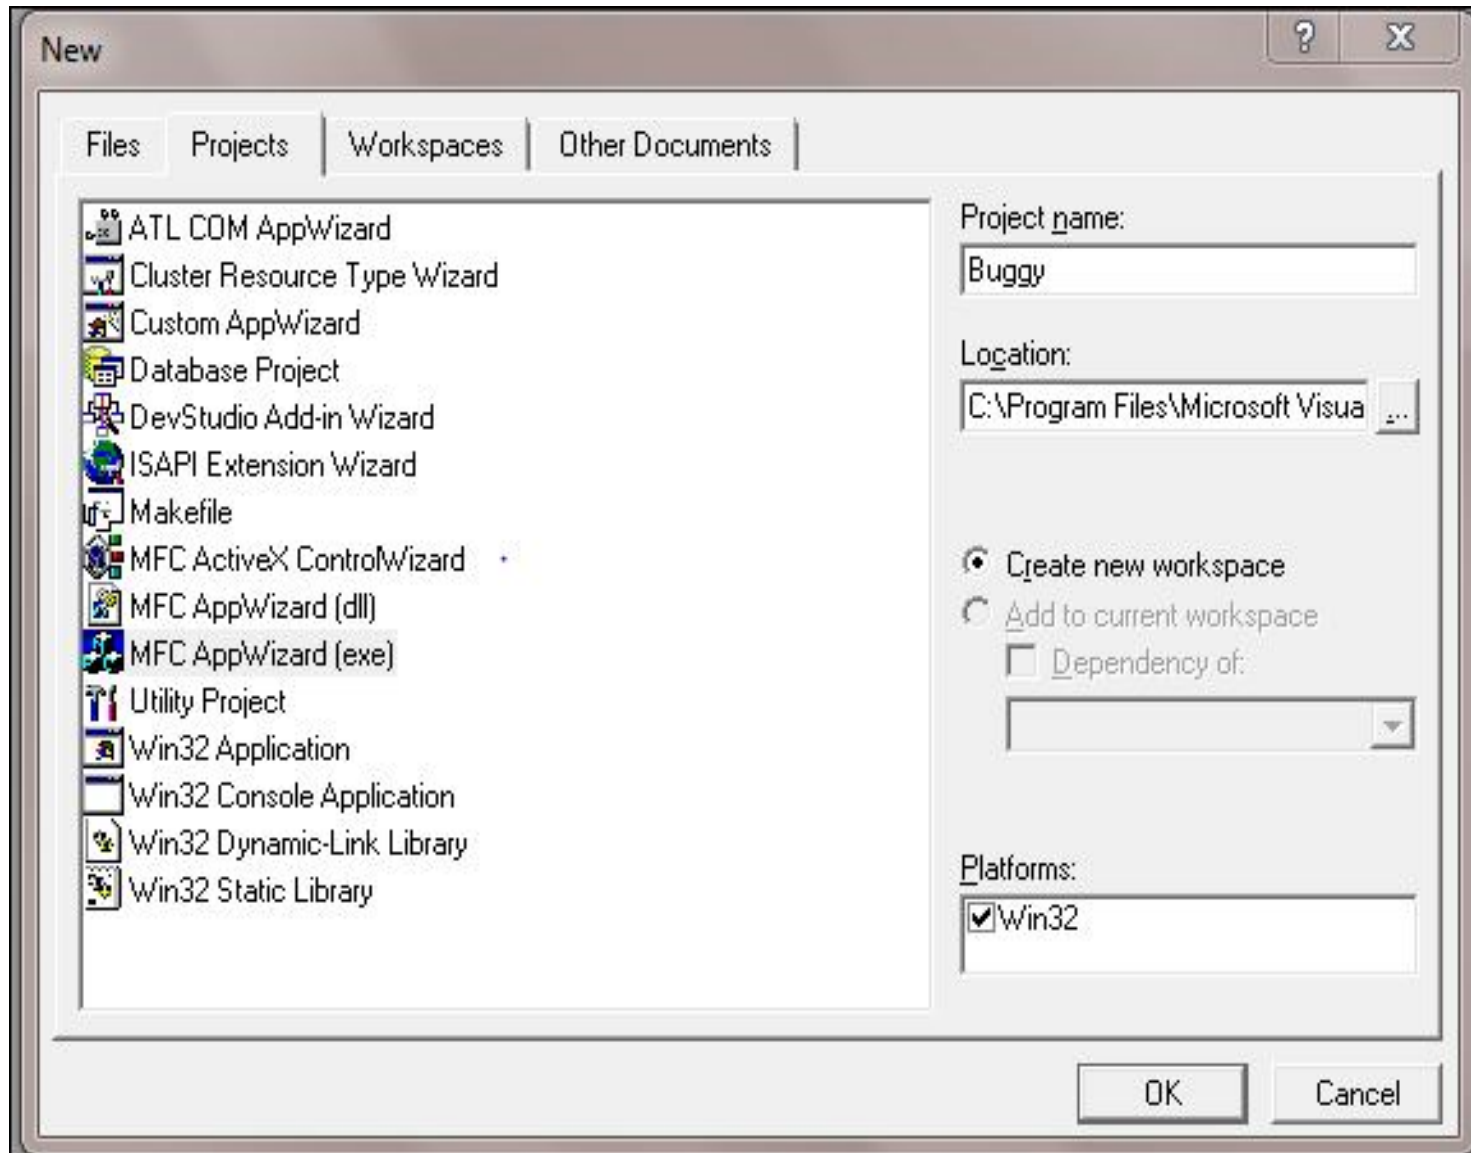 New
Files
Projects
Workspaces
Other Documents
ATL COM AppWizard
Cluster Resource Type Wizard
Custom AppWizard
Database Project
DevStudio Add-in Wizard
ISAPI Extension Wizard
Makefile
MFC ActiveX ControlWizard
MFC AppWizard (dll)
MFC AppWizard (exe)
Utility Project
Win32 Application
Win32 Console Application
Win32 Dynamic-Link Library
Win32 Static Library
Project name:
Buggy
Location:
C:\Program Files\Microsoft Visua
...
Create new workspace
Add to current workspace
Dependency of:
Platforms:
Win32
OK
Cancel